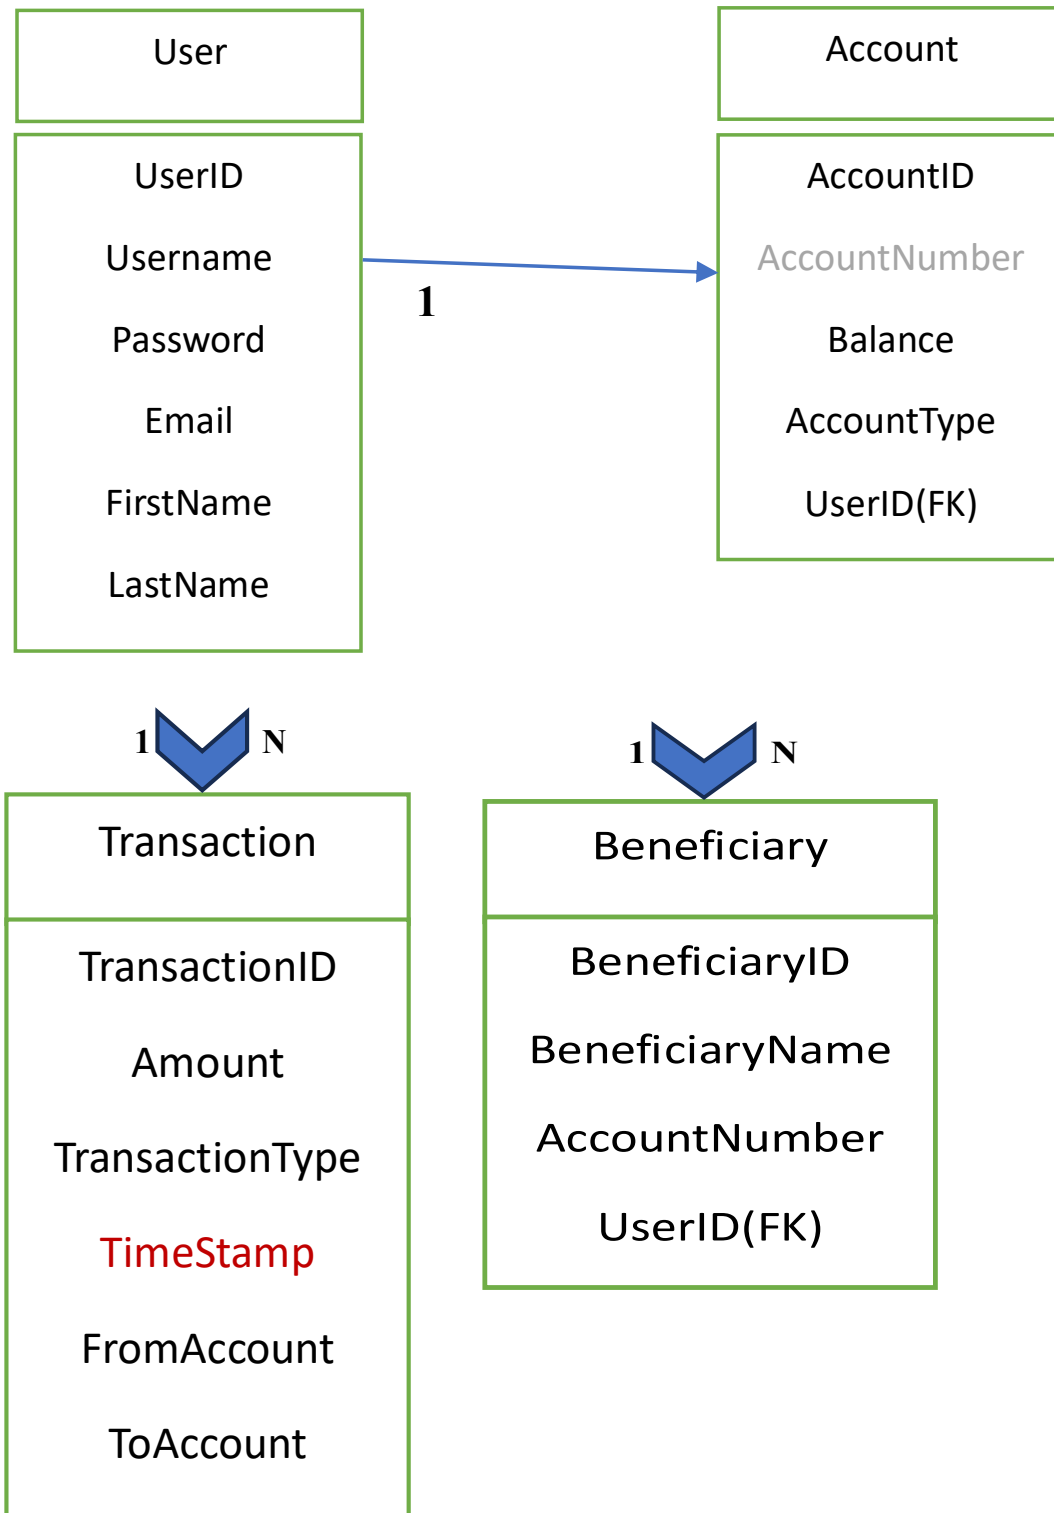 User
UserID
Username
Password
Email
FirstName
LastName
1
Account
AccountID
AccountNumber
Balance
AccountType
UserID(FK)
1
N
Transaction
TransactionID
Amount
TransactionType
TimeStamp
FromAccount
ToAccount
1
N
Beneficiary
BeneficiaryID
BeneficiaryName
AccountNumber
UserID(FK)